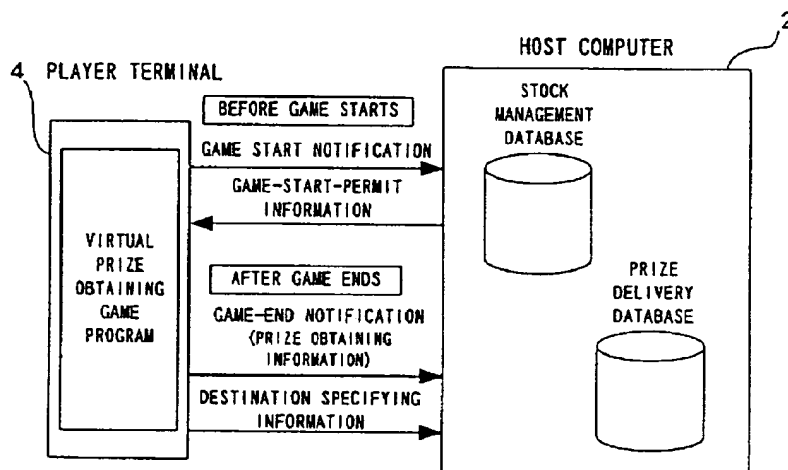 2
HOST COMPUTER
4 PLAYER TERMINAL
BEFORE GAME STARTS
GAME START NOTIFICATION
GAME-START-PERMIT
INFORMATION
STOCK
MANAGEMENT
DATABASE
VIRTUAL
PRIZE
OBTAINING
GAME
PROGRAM
AFTER GAME ENDS
GAME-END NOTIFICATION
(PRIZE OBTAINING
INFORMATION)
DESTINATION SPECIFYING
INFORMATION
PRIZE
DELIVERY
DATABASE